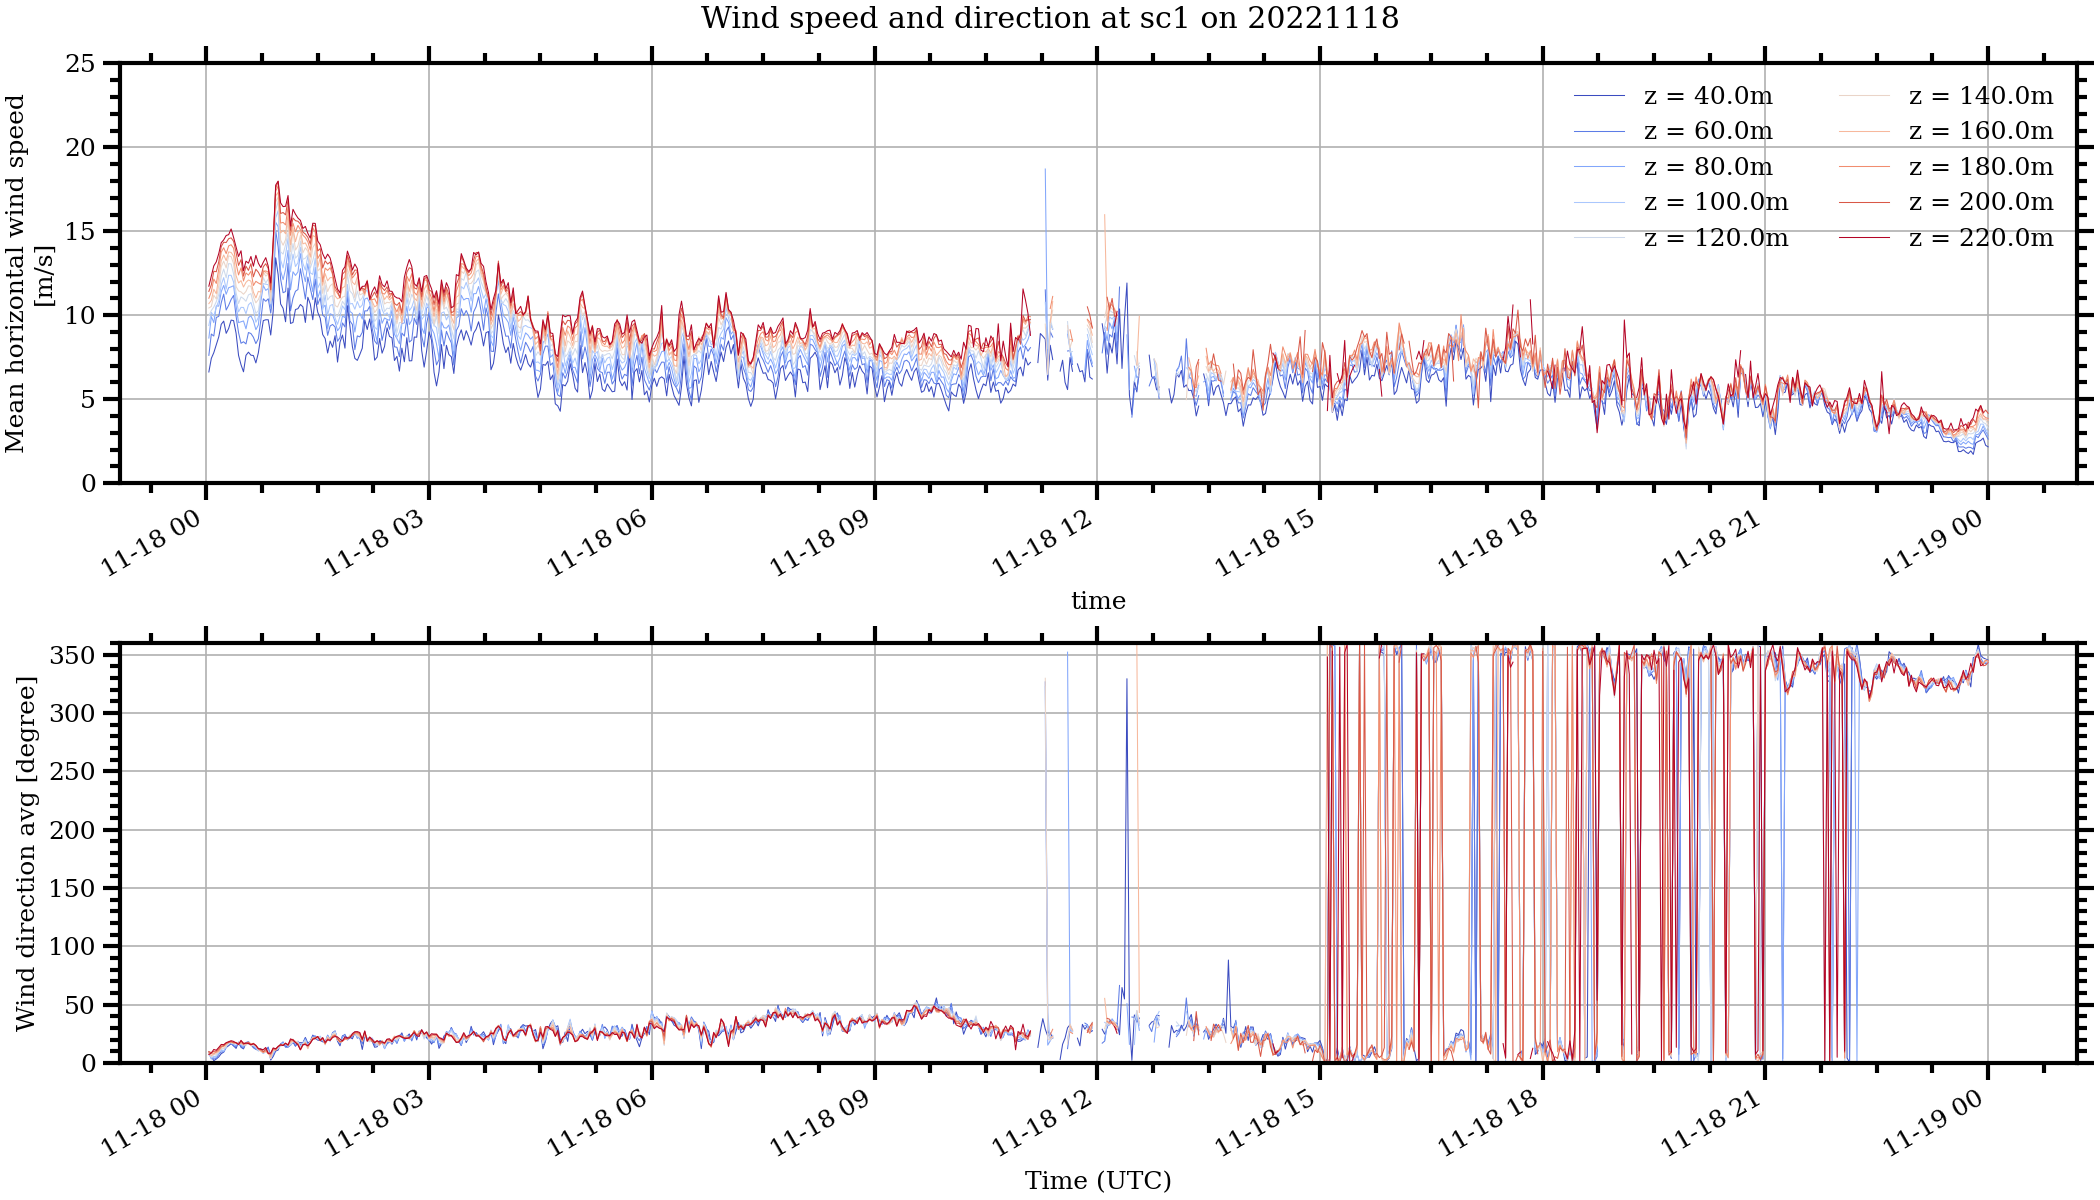 Wind speed and direction at sc1 on 20221118
Mean horizontal wind speed
[m/s]
25
20
15
10
5
0
z = 40.0m
z = 60.0m
z = 80.0m
z = 100.0m
z = 120.0m
z = 140.0m
z = 160.0m
z = 180.0m
z = 200.0m
z = 220.0m
11-18 00
11-18 03
11-18 06
11-18 09
11-18 12
11-18 15
11-18 18
11-18 21
11-19 00
time
Wind direction avg [degree]
350
300
250
200
150
100
50
0
11-18 00
11-18 03
11-18 06
11-18 09
11-18 12
11-18 15
11-18 18
11-18 21
11-19 00
Time (UTC)